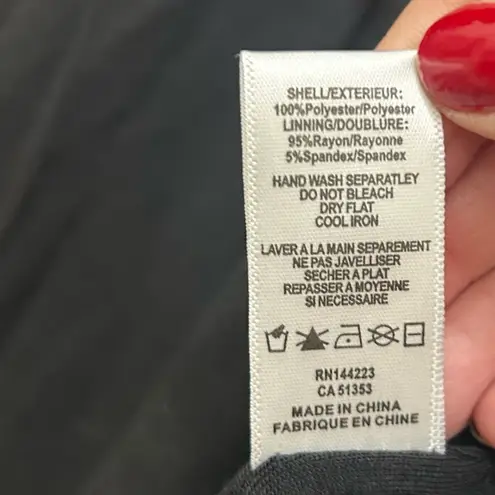 SHELL/EXTERIEUR:
100%Polyester/Polyester
LINNING/DOUBLURE:
95%Rayon/Rayonne
5%Spandex/Spandex
HAND WASH SEPARATLEY
DO NOT BLEACH
DRY FLAT
COOL IRON
LAVER A LA MAIN SEPAREMENT
NE PAS JAVELLISER
SECHER A PLAT
REPASSER A MOYENNE
SI NECESSAIRE
RN144223
CA 51353
MADE IN CHINA
FABRIQUE EN CHINE